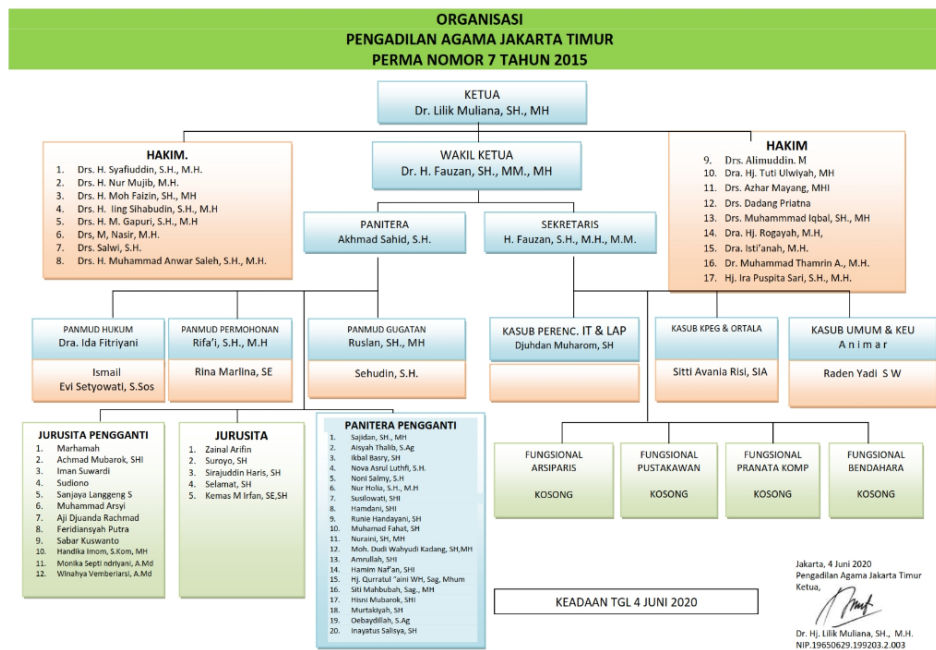 ORGANISASI
PENGADILAN AGAMA JAKARTA TIMUR
PERMA NOMOR 7 TAHUN 2015
KETUA
Dr. Lilik Muliana, SH., MH
HAKIM.
1. Drs. H. Syafiuddin, S.H., M.H.
2. Drs. H. Nur Mujib, M.H.
3. Drs. H. Moh Faizin, SH., MH
4. Drs. H. Iing Sihabudin, S.H., M.H
5. Drs. H. M. Gapuri, S.H., M.H
6. Drs, M, Nasir, M.H.
7. Drs. Salwi, S.H.
8. Drs. H. Muhammad Anwar Saleh, S.H., M.H.
WAKIL KETUA
Dr. H. Fauzan, SH., MM., MH
HAKIM
9. Drs. Alimuddin. M
10. Dra. Hj. Tuti Ulwiyah, MH
11. Drs. Azhar Mayang, MHI
12. Drs. Dadang Priatna
13. Drs. Muhammmad Iqbal, SH., MH
14. Dra. Hj. Rogayah, M.H,
15. Dra. Isti'anah, M.H.
16. Dr. Muhammad Thamrin A., M.H.
17. Hj. Ira Puspita Sari, S.H., M.H.
PANITERA
Akhmad Sahid, S.H.
SEKRETARIS
H. Fauzan, S.H., M.H., M.M.
PANMUD HUKUM
Dra. Ida Fitriyani
Ismail
Evi Setyowati, S.Sos
PANMUD PERMOHONAN
Rifa'i, S.H., M.H
Rina Marlina, SE
PANMUD GUGATAN
Ruslan, SH., MH
Sehudin, S.H.
KASUB PERENC. IT & LAP
Djuhdan Muharom, SH
KASUB KPEG & ORTALA
Sitti Avania Risi, SIA
KASUB UMUM & KEU
A n i m a r
Raden Yadi S W
JURUSITA PENGGANTI
1. Marhamah
2. Achmad Mubarok, SHI
3. Iman Suwardi
4. Sudiono
5. Sanjaya Langgeng S
6. Muhammad Arsyi
7. Aji Djuanda Rachmad
8. Feridiansyah Putra
9. Sabar Kuswanto
10. Handika Imom, S.Kom, MH
11. Monika Septi ndriyani, A.Md
12. Winahya Vemberiarsi, A.Md
JURUSITA
1. Zainal Arifin
2. Suroyo, SH
3. Sirajuddin Haris, SH
4. Selamat, SH
5. Kemas M Irfan, SE,SH
PANITERA PENGGANTI
1. Sajidan, SH., MH
2. Aisyah Thalib, S.Ag
3. Ikbal Basry, SH
4. Nova Asrul Luthfi, S.H.
5. Noni Salmy, S.H
6. Nur Holia, S.H., M.H
7. Susilowati, SHI
8. Hamdani, SHI
9. Runie Handayani, SH
10. Muhamad Fahat, SH
11. Nuraini, SH, MH
12. Moh. Dudi Wahyudi Kadang, SH,MH
13. Amrullah, SHI
14. Hamim Naf'an, SHI
15. Hj. Qurratul "aini WH, Sag, Mhum
16. Siti Mahbubah, Sag., MH
17. Hisni Mubarok, SHI
18. Murtakiyah, SH
19. Oebaydillah, S.Ag
20. Inayatus Salisya, SH
FUNGSIONAL
ARSIPARIS
KOSONG
FUNGSIONAL
PUSTAKAWAN
KOSONG
FUNGSIONAL
PRANATA KOMP
KOSONG
FUNGSIONAL
BENDAHARA
KOSONG
KEADAAN TGL 4 JUNI 2020
Jakarta, 4 Juni 2020
Pengadilan Agama Jakarta Timur
Ketua,
Dr. Hj. Lilik Muliana, SH., M.H.
NIP.19650629.199203.2.003